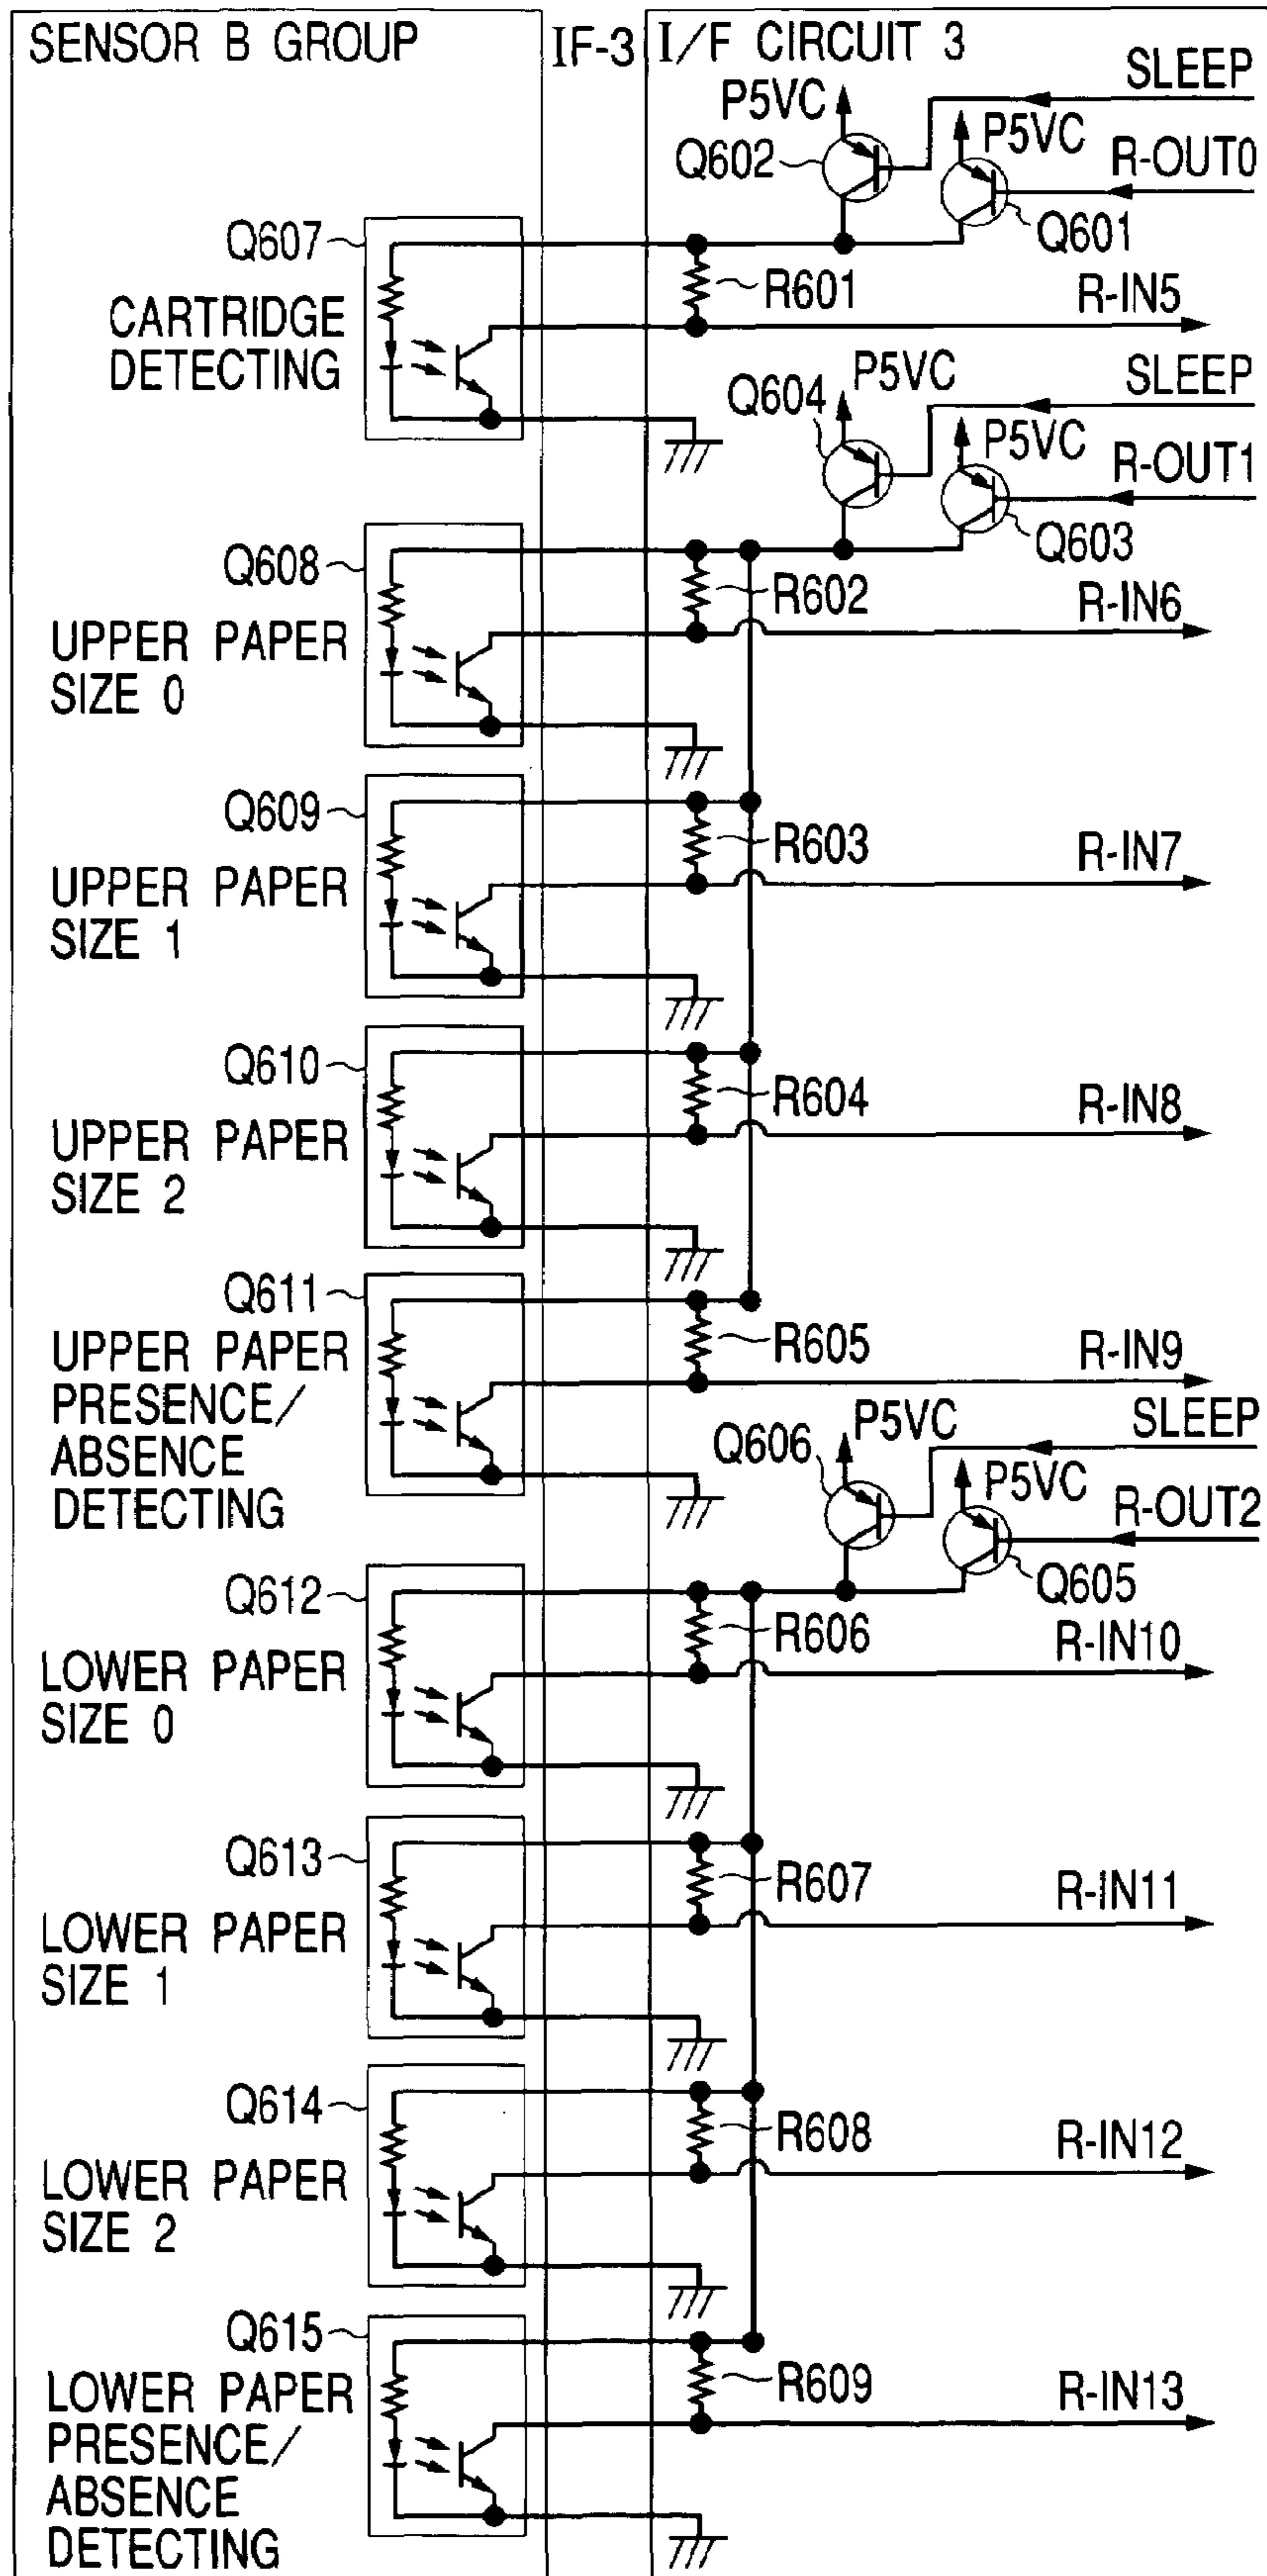 SENSOR B GROUP
IF-3
I/F CIRCUIT 3
SLEEP
P5VC
P5VC
Q602
R-OUT0
Q607
Q601
R601
R-IN5
CARTRIDGE
DETECTING
P5VC
SLEEP
Q604
P5VC
R-OUT1
Q608
Q603
R602
R-IN6
UPPER PAPER
SIZE 0
Q609
R603
R-IN7
UPPER PAPER
SIZE 1
Q610
R604
R-IN8
UPPER PAPER
SIZE 2
Q611
R605
R-IN9
UPPER PAPER
PRESENCE/
ABSENCE
DETECTING
P5VC
SLEEP
Q606
P5VC
R-OUT2
Q612
Q605
R606
R-IN10
LOWER PAPER
SIZE 0
Q613
R607
R-IN11
LOWER PAPER
SIZE 1
Q614
R608
R-IN12
LOWER PAPER
SIZE 2
Q615
R609
R-IN13
LOWER PAPER
PRESENCE/
ABSENCE
DETECTING